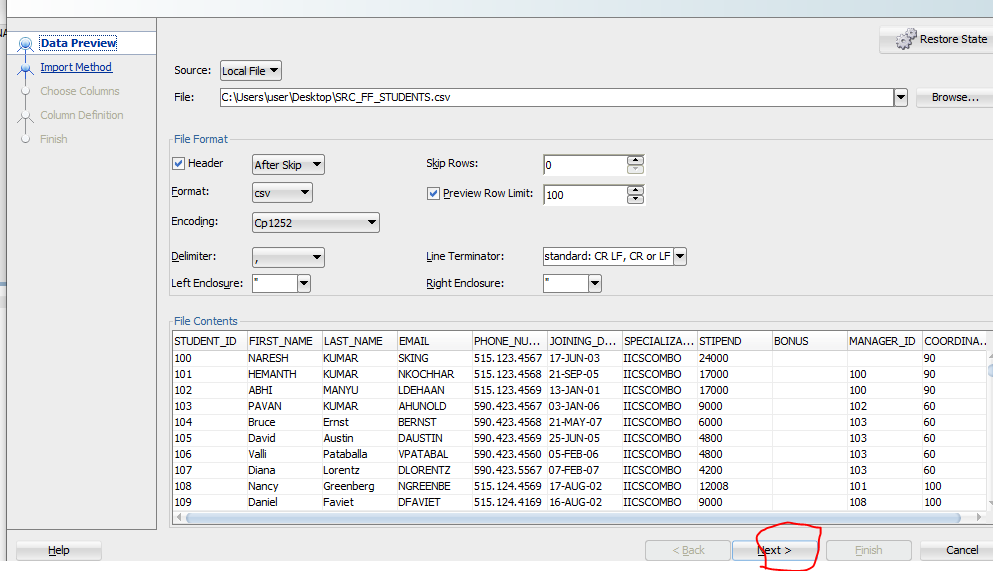 Data Preview
Import Method
Choose Columns
Column Definition
Finish
Restore State
Source: Local File
File: C:\Users\user\Desktop\SRC_FF_STUDENTS.csv Browse...
File Format
Header After Skip Skip Rows: 0
Format: csv Preview Row Limit: 100
Encoding: Cp1252
Delimiter: , Line Terminator: standard: CR LF, CR or LF
Left Enclosure: " Right Enclosure: "
File Contents
STUDENT_ID FIRST_NAME LAST_NAME EMAIL PHONE_NU... JOINING_D... SPECIALIZA... STIPEND BONUS MANAGER_ID COORDINA...
100 NARESH KUMAR SKING 515.123.4567 17-JUN-03 IICSCOMBO 24000 90
101 HEMANTH KUMAR NKOCHHAR 515.123.4568 21-SEP-05 IICSCOMBO 17000 100 90
102 ABHI MANYU LDEHAAN 515.123.4569 13-JAN-01 IICSCOMBO 17000 100 90
103 PAVAN KUMAR AHUNOLD 590.423.4567 03-JAN-06 IICSCOMBO 9000 102 60
104 Bruce Ernst BERNST 590.423.4568 21-MAY-07 IICSCOMBO 6000 103 60
105 David Austin DAUSTIN 590.423.4569 25-JUN-05 IICSCOMBO 4800 103 60
106 Valli Pataballa VPATABAL 590.423.4560 05-FEB-06 IICSCOMBO 4800 103 60
107 Diana Lorentz DLORENTZ 590.423.5567 07-FEB-07 IICSCOMBO 4200 103 60
108 Nancy Greenberg NGREENBE 515.124.4569 17-AUG-02 IICSCOMBO 12008 101 100
109 Daniel Faviet DFAVIET 515.124.4169 16-AUG-02 IICSCOMBO 9000 108 100
Help < Back Next > Finish Cancel